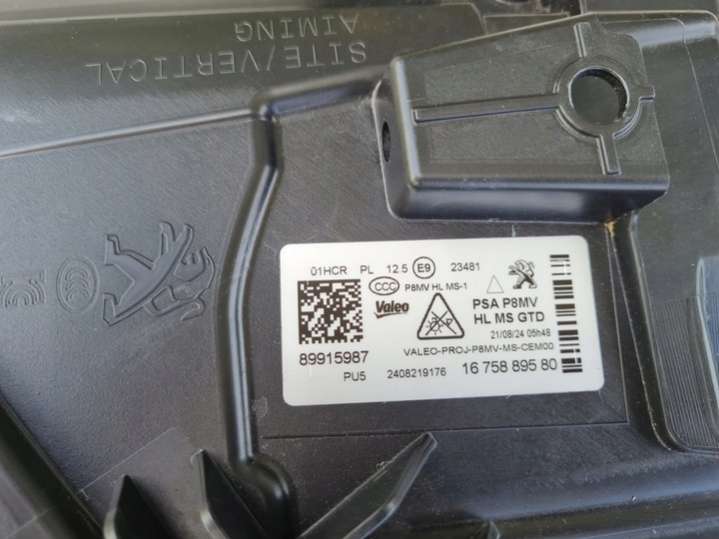 SITE/VERTICAL
AIMING
01HCR PL 12.5 E9 23481
CCC P8MV HL MS-1
Valeo
PSA P8MV
HL MS GTD
21/08/24 05h48
VALEO-PROJ-P8MV-MS-CEM00
89915987
PU5 2408219176 16 758 895 80